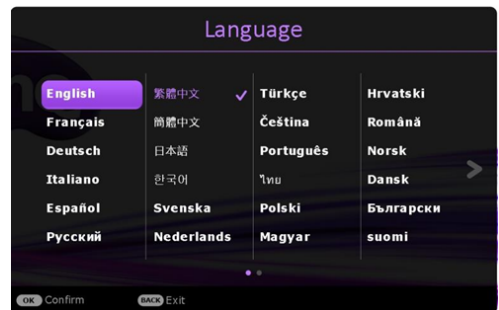 Language
English
Français
Deutsch
Italiano
Español
Русский
繁體中文
簡體中文
日本語
한국어
Svenska
Nederlands
Türkçe
Čeština
Português
ไทย
Polski
Magyar
Hrvatski
Română
Norsk
Dansk
Български
suomi
OK Confirm
BACK Exit